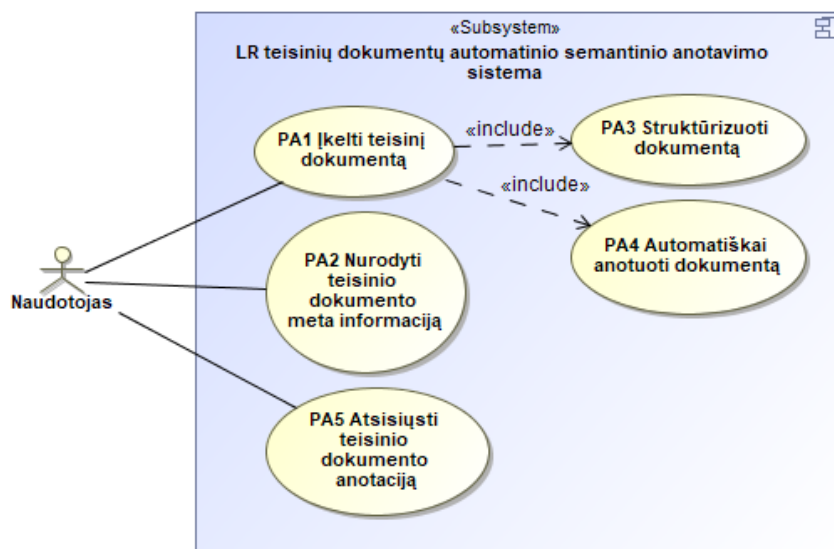 «Subsystem»
LR teisinių dokumentų automatinio semantinio anotavimo
sistema
PA1 Įkelti teisinį
dokumentą
«include»
PA3 Struktūrizuoti
dokumentą
«include»
PA4 Automatiškai
anotuoti dokumentą
PA2 Nurodyti
teisinio
dokumento
meta informaciją
Naudotojas
PA5 Atsisiųsti
teisinio
dokumento
anotaciją